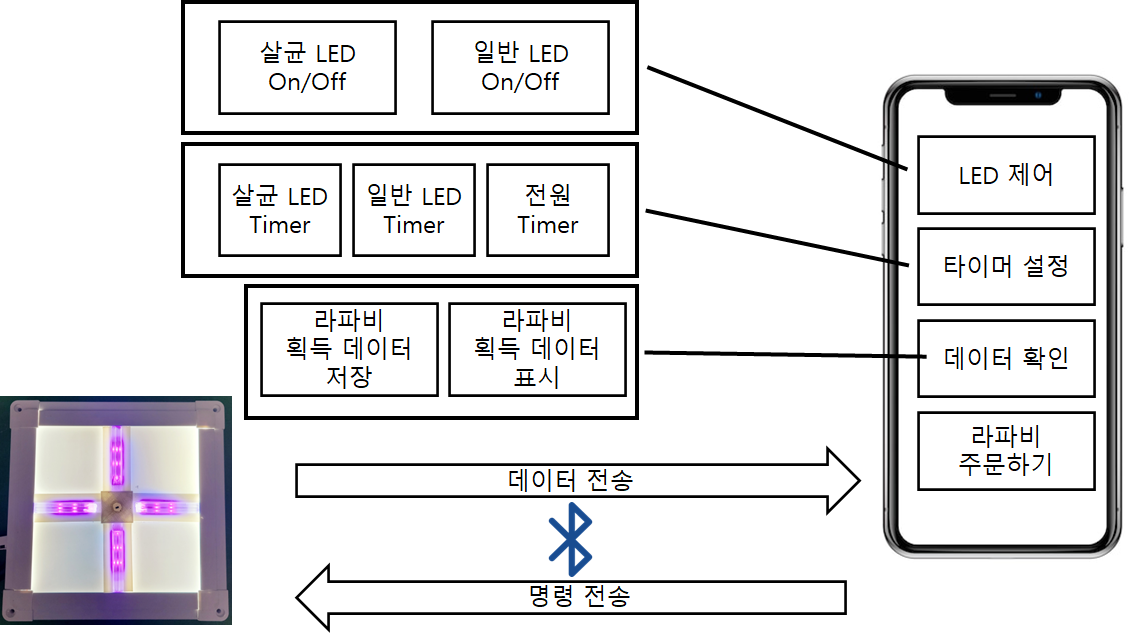 살균 LED
On/Off
일반 LED
On/Off
살균 LED
Timer
일반 LED
Timer
전원
Timer
라파비
획득 데이터
저장
라파비
획득 데이터
표시
LED 제어
타이머 설정
데이터 확인
라파비
주문하기
데이터 전송
명령 전송